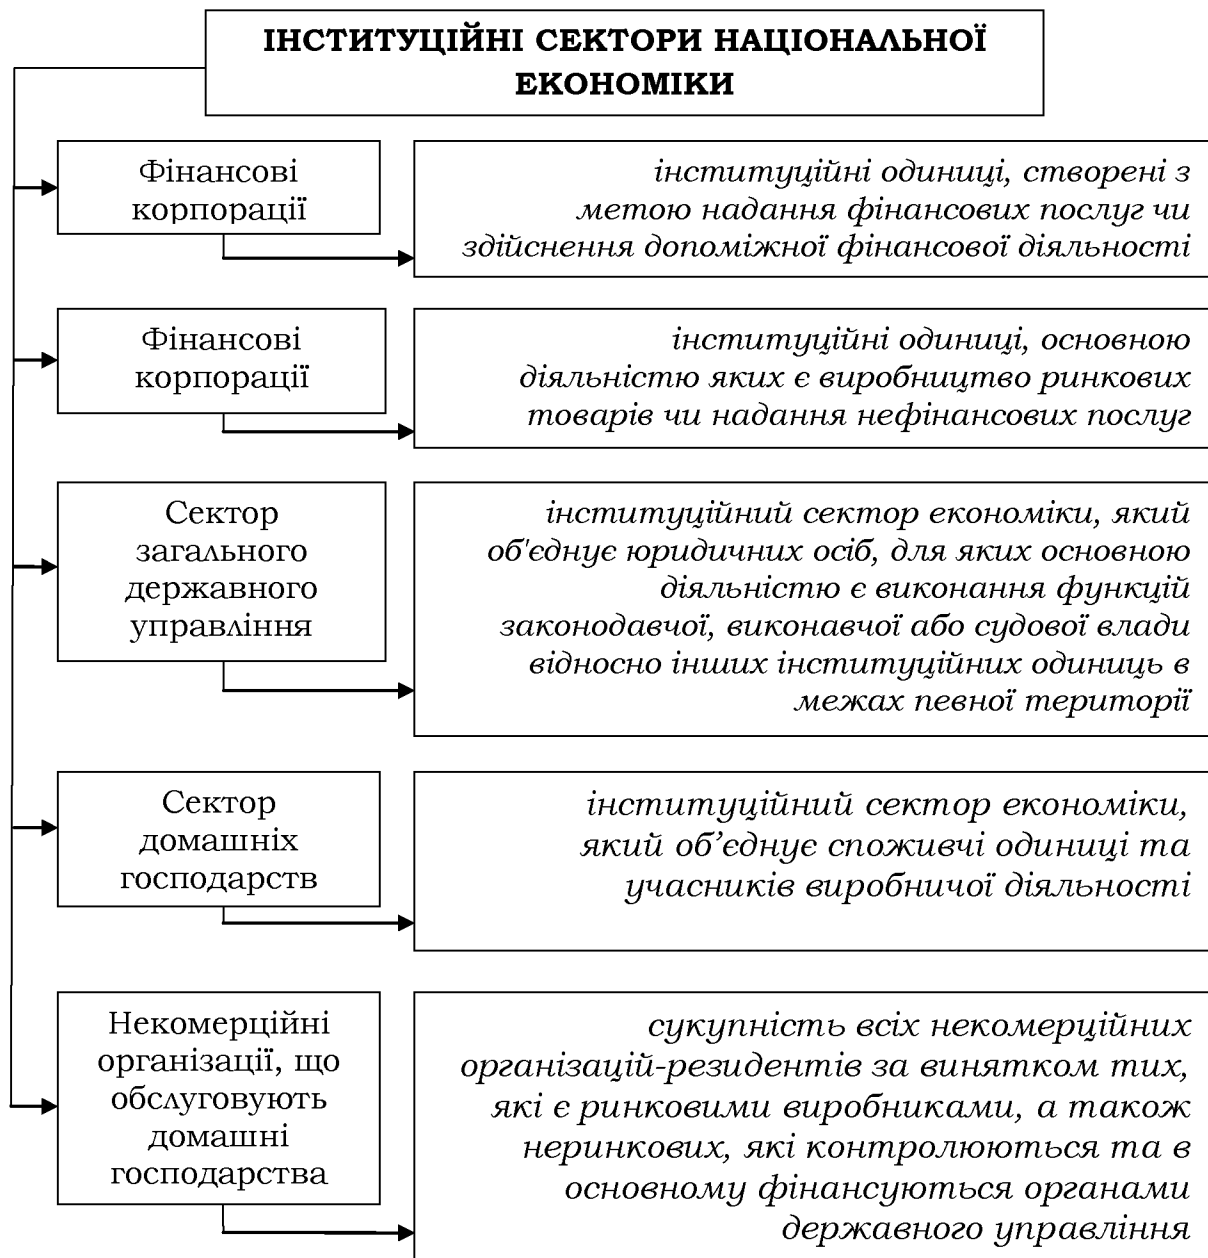 ІНСТИТУЦІЙНІ СЕКТОРИ НАЦІОНАЛЬНОЇ
ЕКОНОМІКИ
Фінансові
корпорації
інституційні одиниці, створені з
метою надання фінансових послуг чи
здійснення допоміжної фінансової діяльності
Фінансові
корпорації
інституційні одиниці, основною
діяльністю яких є виробництво ринкових
товарів чи надання нефінансових послуг
Сектор
загального
державного
управління
інституційний сектор економіки, який
об'єднує юридичних осіб, для яких основною
діяльністю є виконання функцій
законодавчої, виконавчої або судової влади
відносно інших інституційних одиниць в
межах певної території
Сектор
домашніх
господарств
інституційний сектор економіки,
який об’єднує споживчі одиниці та
учасників виробничої діяльності
Некомерційні
організації, що
обслуговують
домашні
господарства
сукупність всіх некомерційних
організацій-резидентів за винятком тих,
які є ринковими виробниками, а також
неринкових, які контролюються та в
основному фінансуються органами
державного управління